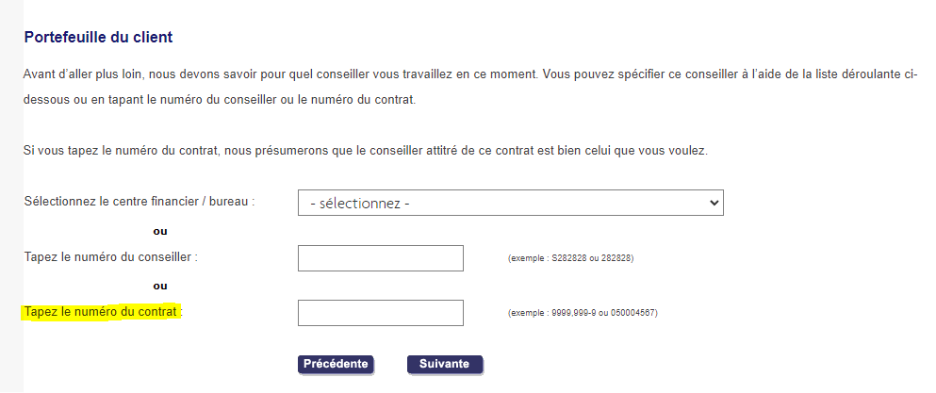 Portefeuille du client
Avant d'aller plus loin, nous devons savoir pour quel conseiller vous travaillez en ce moment. Vous pouvez spécifier ce conseiller à l'aide de la liste déroulante ci-
dessous ou en tapant le numéro du conseiller ou le numéro du contrat.
Si vous tapez le numéro du contrat, nous présumerons que le conseiller attitré de ce contrat est bien celui que vous voulez.
Sélectionnez le centre financier / bureau : - sélectionnez -
ou
Tapez le numéro du conseiller : (exemple : S282828 ou 282828)
ou
Tapez le numéro du contrat : (exemple : 9999,999-9 ou 050004567)
Précédente Suivante